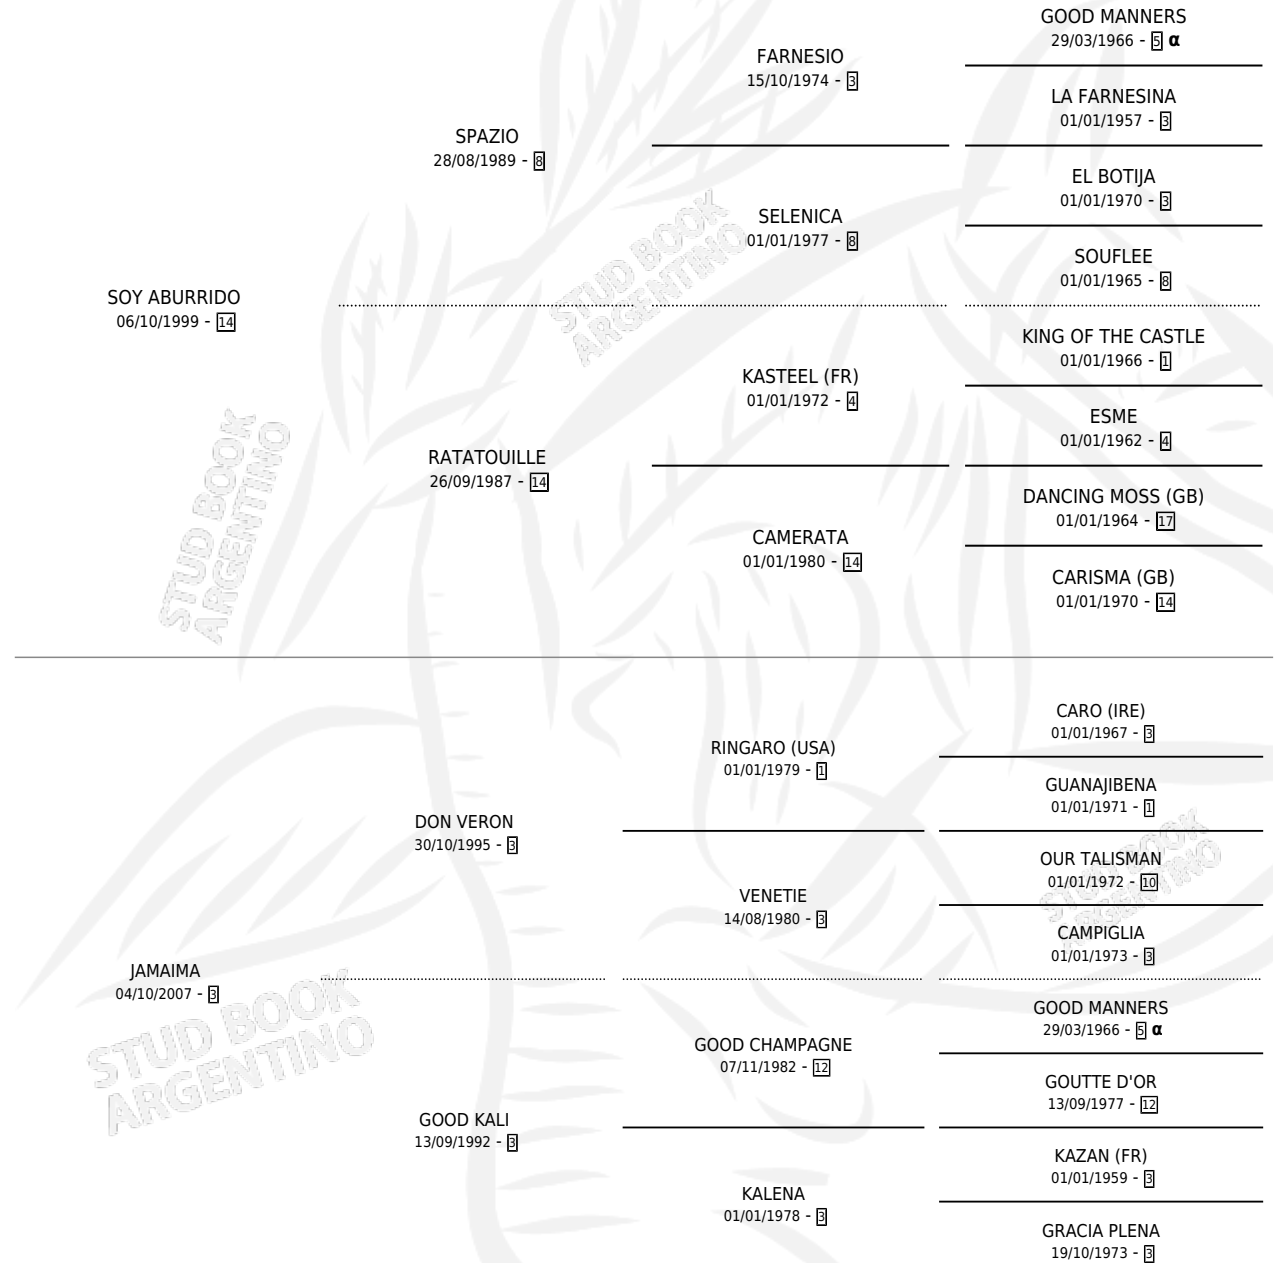 GOOD MANNERS
29/03/1966 - 5 α
FARNESIO
15/10/1974 - 3
LA FARNESINA
01/01/1957 - 3
SPAZIO
28/08/1989 - 8
EL BOTIJA
01/01/1970 - 3
SELENICA
01/01/1977 - 8
SOUFLEE
01/01/1965 - 8
SOY ABURRIDO
06/10/1999 - 14
KING OF THE CASTLE
01/01/1966 - 1
KASTEEL (FR)
01/01/1972 - 4
ESME
01/01/1962 - 4
RATATOUILLE
26/09/1987 - 14
DANCING MOSS (GB)
01/01/1964 - 17
CAMERATA
01/01/1980 - 14
CARISMA (GB)
01/01/1970 - 14
CARO (IRE)
01/01/1967 - 3
RINGARO (USA)
01/01/1979 - 1
GUANAJIBENA
01/01/1971 - 1
DON VERON
30/10/1995 - 3
OUR TALISMAN
01/01/1972 - 10
VENETIE
14/08/1980 - 3
CAMPIGLIA
01/01/1973 - 3
JAMAIMA
04/10/2007 - 3
GOOD MANNERS
29/03/1966 - 5 α
GOOD CHAMPAGNE
07/11/1982 - 12
GOUTTE D'OR
13/09/1977 - 12
GOOD KALI
13/09/1992 - 3
KAZAN (FR)
01/01/1959 - 3
KALENA
01/01/1978 - 3
GRACIA PLENA
19/10/1973 - 3
STUD BOOK
ARGENTINO
STUD BOOK
ARGENTINO
STUD BOOK
ARGENTINO
STUD BOOK
ARGENTINO